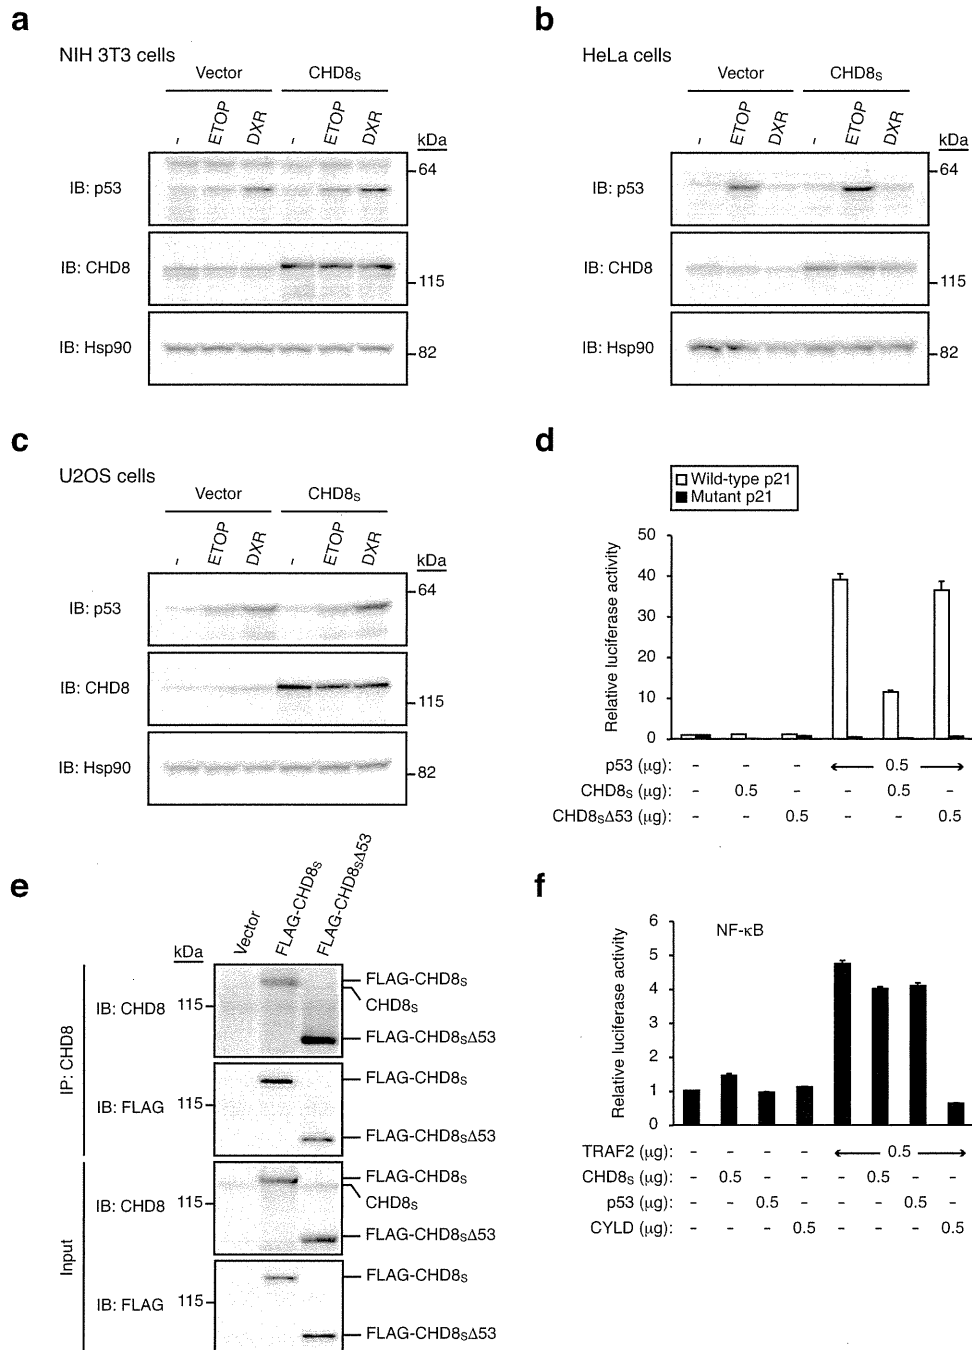 a
NIH 3T3 cells
Vector CHD8S
- ETOP DXR - ETOP DXR
kDa
IB: p53 64
IB: CHD8 115
IB: Hsp90 82
b
HeLa cells
Vector CHD8S
- ETOP DXR - ETOP DXR
kDa
IB: p53 64
IB: CHD8 115
IB: Hsp90 82
c
U2OS cells
Vector CHD8S
- ETOP DXR - ETOP DXR
kDa
IB: p53 64
IB: CHD8 115
IB: Hsp90 82
d
Wild-type p21
Mutant p21
Relative luciferase activity
50
40
30
20
10
0
p53 (μg): - - - ← 0.5 →
CHD8S (μg): - 0.5 - - 0.5 -
CHD8SΔ53 (μg): - - 0.5 - - 0.5
e
Vector FLAG-CHD8S FLAG-CHD8SΔ53
kDa
IP: CHD8
IB: CHD8 115
FLAG-CHD8S
CHD8S
FLAG-CHD8SΔ53
IB: FLAG 115
FLAG-CHD8S
FLAG-CHD8SΔ53
Input
IB: CHD8 115
FLAG-CHD8S
CHD8S
FLAG-CHD8SΔ53
IB: FLAG 115
FLAG-CHD8S
FLAG-CHD8SΔ53
f
NF-κB
Relative luciferase activity
6
5
4
3
2
1
0
TRAF2 (μg): - - - - ← 0.5 →
CHD8S (μg): - 0.5 - - - 0.5 - -
p53 (μg): - - 0.5 - - - 0.5 -
CYLD (μg): - - - 0.5 - - - 0.5